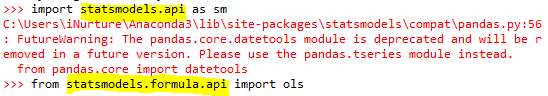 >>> import statsmodels.api as sm
C:\Users\iNurture\Anaconda3\lib\site-packages\statsmodels\compat\pandas.py:56
: FutureWarning: The pandas.core.datetools module is deprecated and will be r
emoved in a future version. Please use the pandas.tseries module instead.
  from pandas.core import datetools
>>> from statsmodels.formula.api import ols